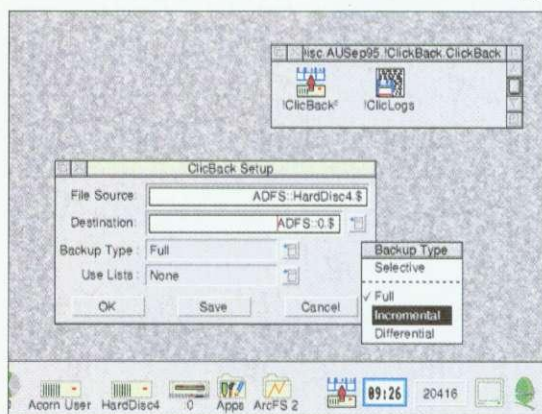 isc.AUSep95.!ClickBack.ClickBack
!ClicBack
!ClicLogs
ClicBack Setup
File Source: ADFS::HardDisc4.$
Destination: ADFS::0.$
Backup Type: Full
Use Lists: None
OK Save Cancel
Backup Type
Selective
✓ Full
Incremental
Differential
Acorn User HardDisc4 :0 Apps ArcFS 2 09:26 20416